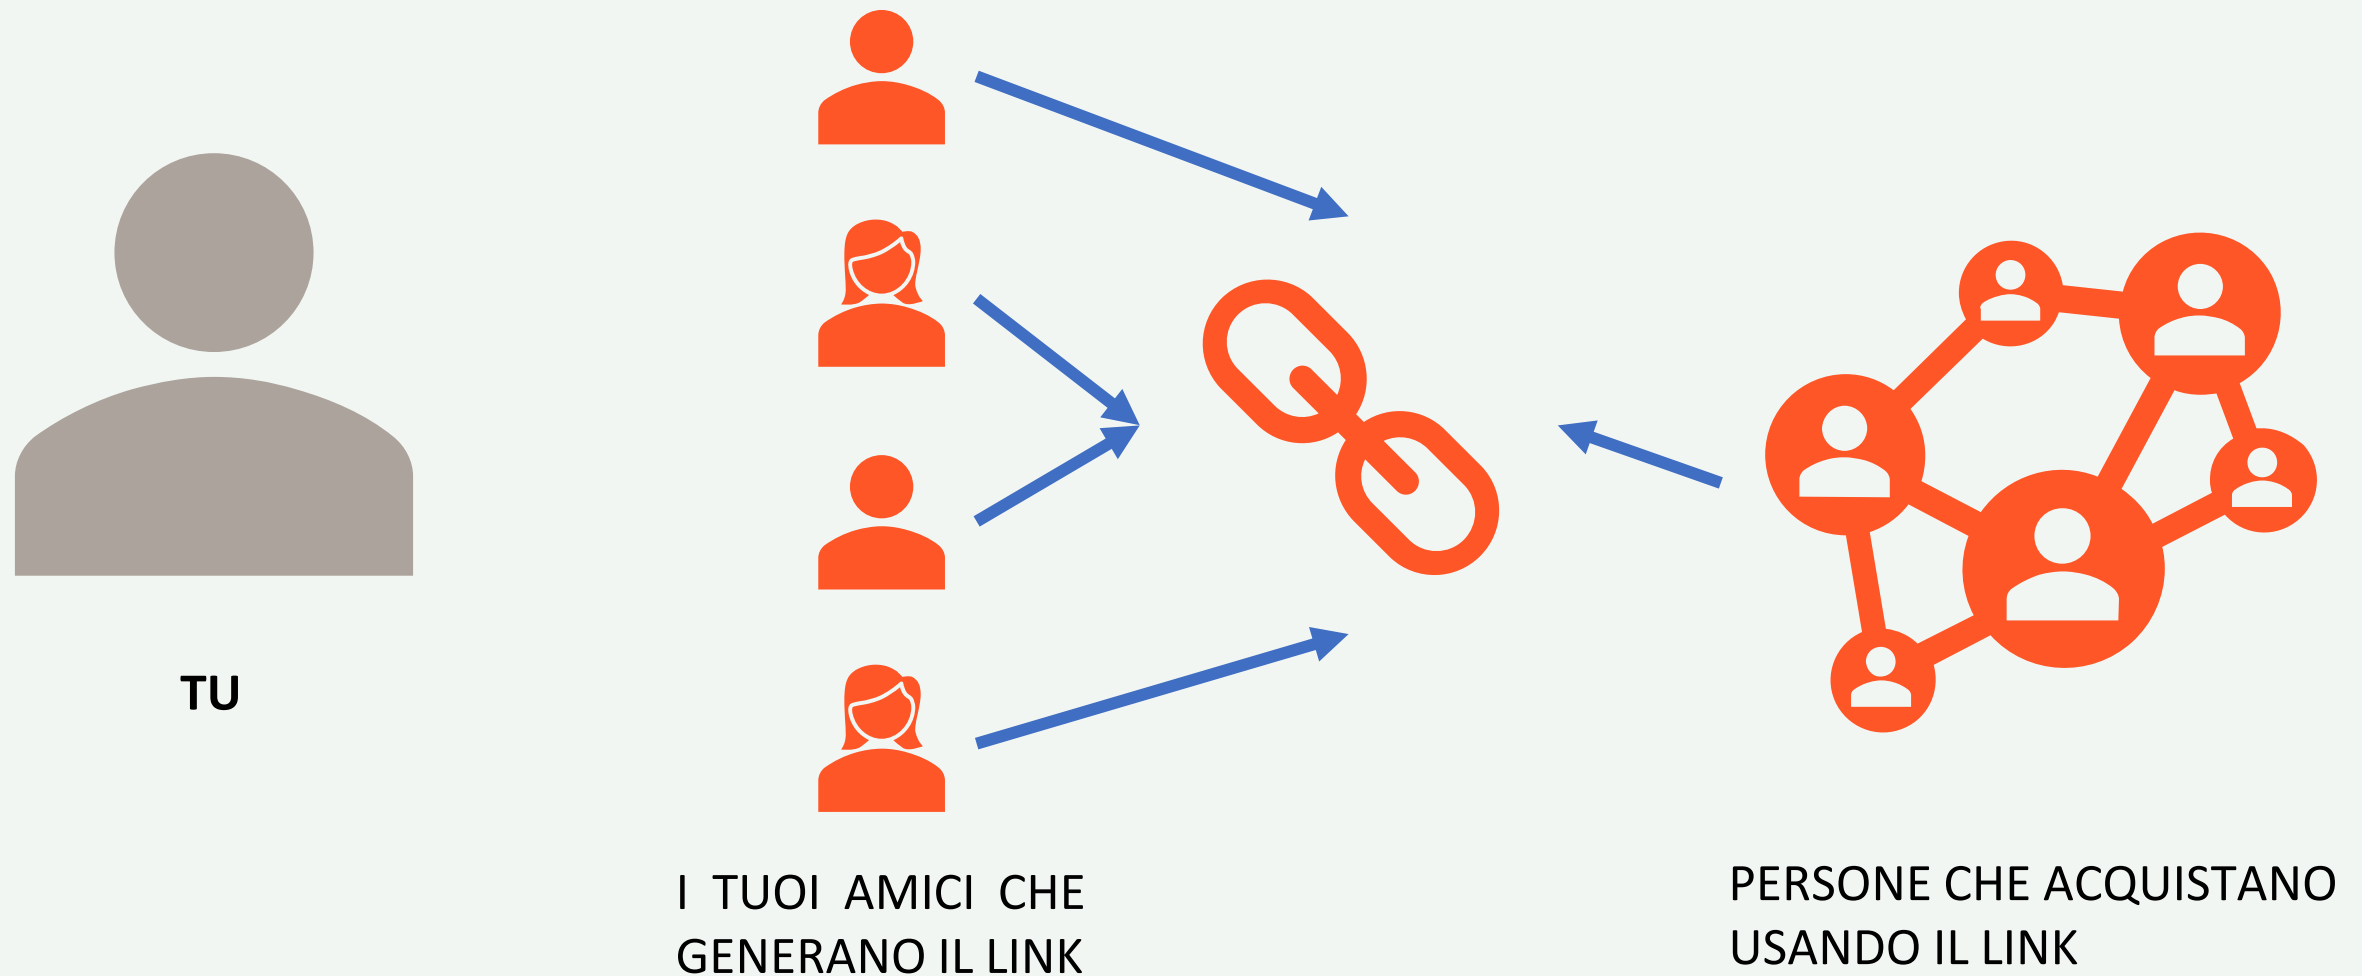 TU
I TUOI AMICI CHE
GENERANO IL LINK
PERSONE CHE ACQUISTANO
USANDO IL LINK